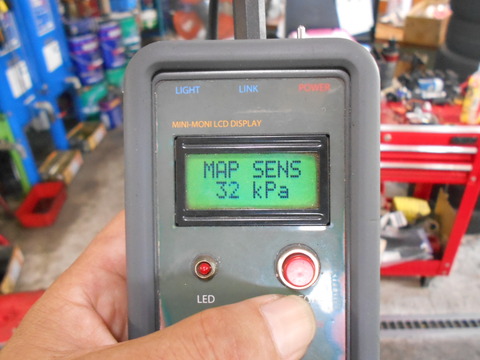 LIGHT LINK POWER
MINI-MONI LCD DISPLAY
MAP SENS
32 kPa
LED